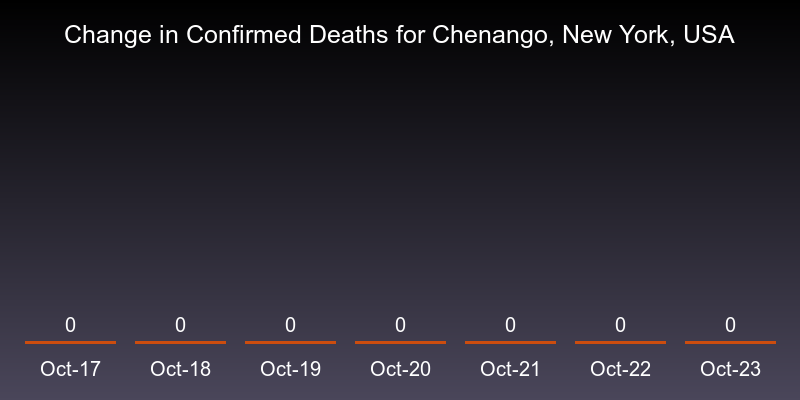 Change in Confirmed Deaths for Chenango, New York, USA
0 0 0 0 0 0 0
Oct-17 Oct-18 Oct-19 Oct-20 Oct-21 Oct-22 Oct-23